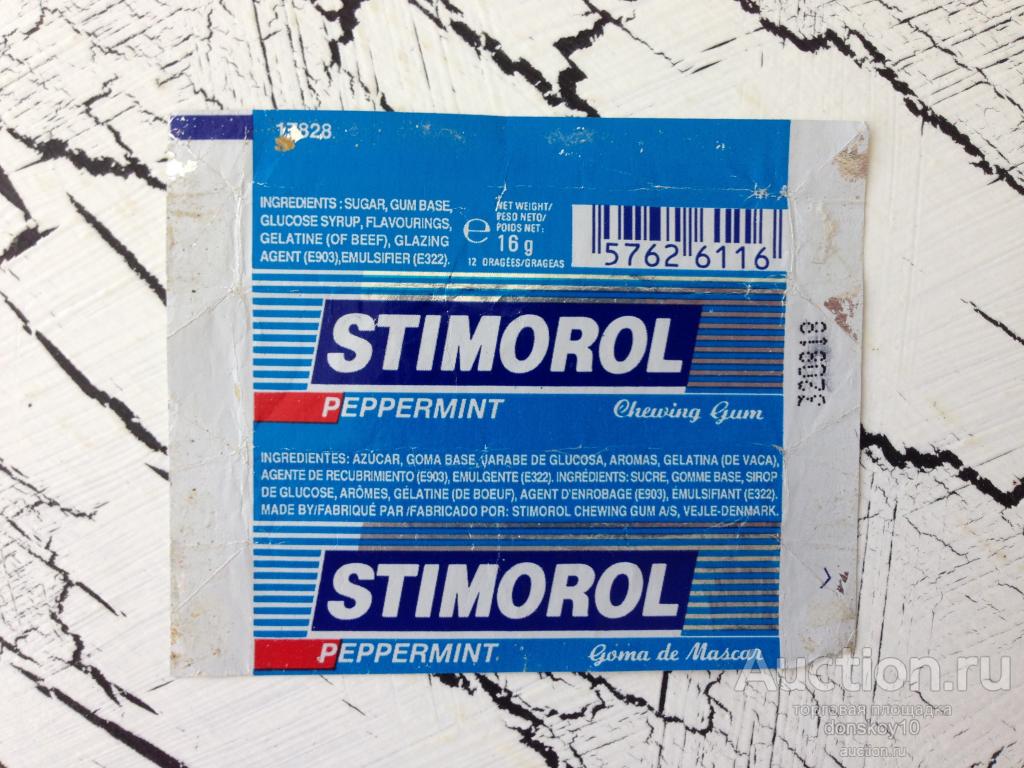 17828
INGREDIENTS : SUGAR, GUM BASE,
GLUCOSE SYRUP, FLAVOURINGS,
GELATINE (OF BEEF), GLAZING
AGENT (E903),EMULSIFIER (E322).
e
NET WEIGHT/
PESO NETO/
POIDS NET:
16 g
12 DRAGÉES/GRAGEAS
5762 6116
STIMOROL
PEPPERMINT
Chewing Gum
INGREDIENTES: AZÚCAR, GOMA BASE, JARABE DE GLUCOSA, AROMAS, GELATINA (DE VACA),
AGENTE DE RECUBRIMIENTO (E903), EMULGENTE (E322). INGRÉDIENTS: SUCRE, GOMME BASE, SIROP
DE GLUCOSE, ARÔMES, GÉLATINE (DE BOEUF), AGENT D'ENROBAGE (E903), ÉMULSIFIANT (E322).
MADE BY/FABRIQUÉ PAR /FABRICADO POR: STIMOROL CHEWING GUM A/S, VEJLE-DENMARK.
STIMOROL
PEPPERMINT
Goma de Mascar
Auction.ru
торговая площадка
donskoy10
auction.ru